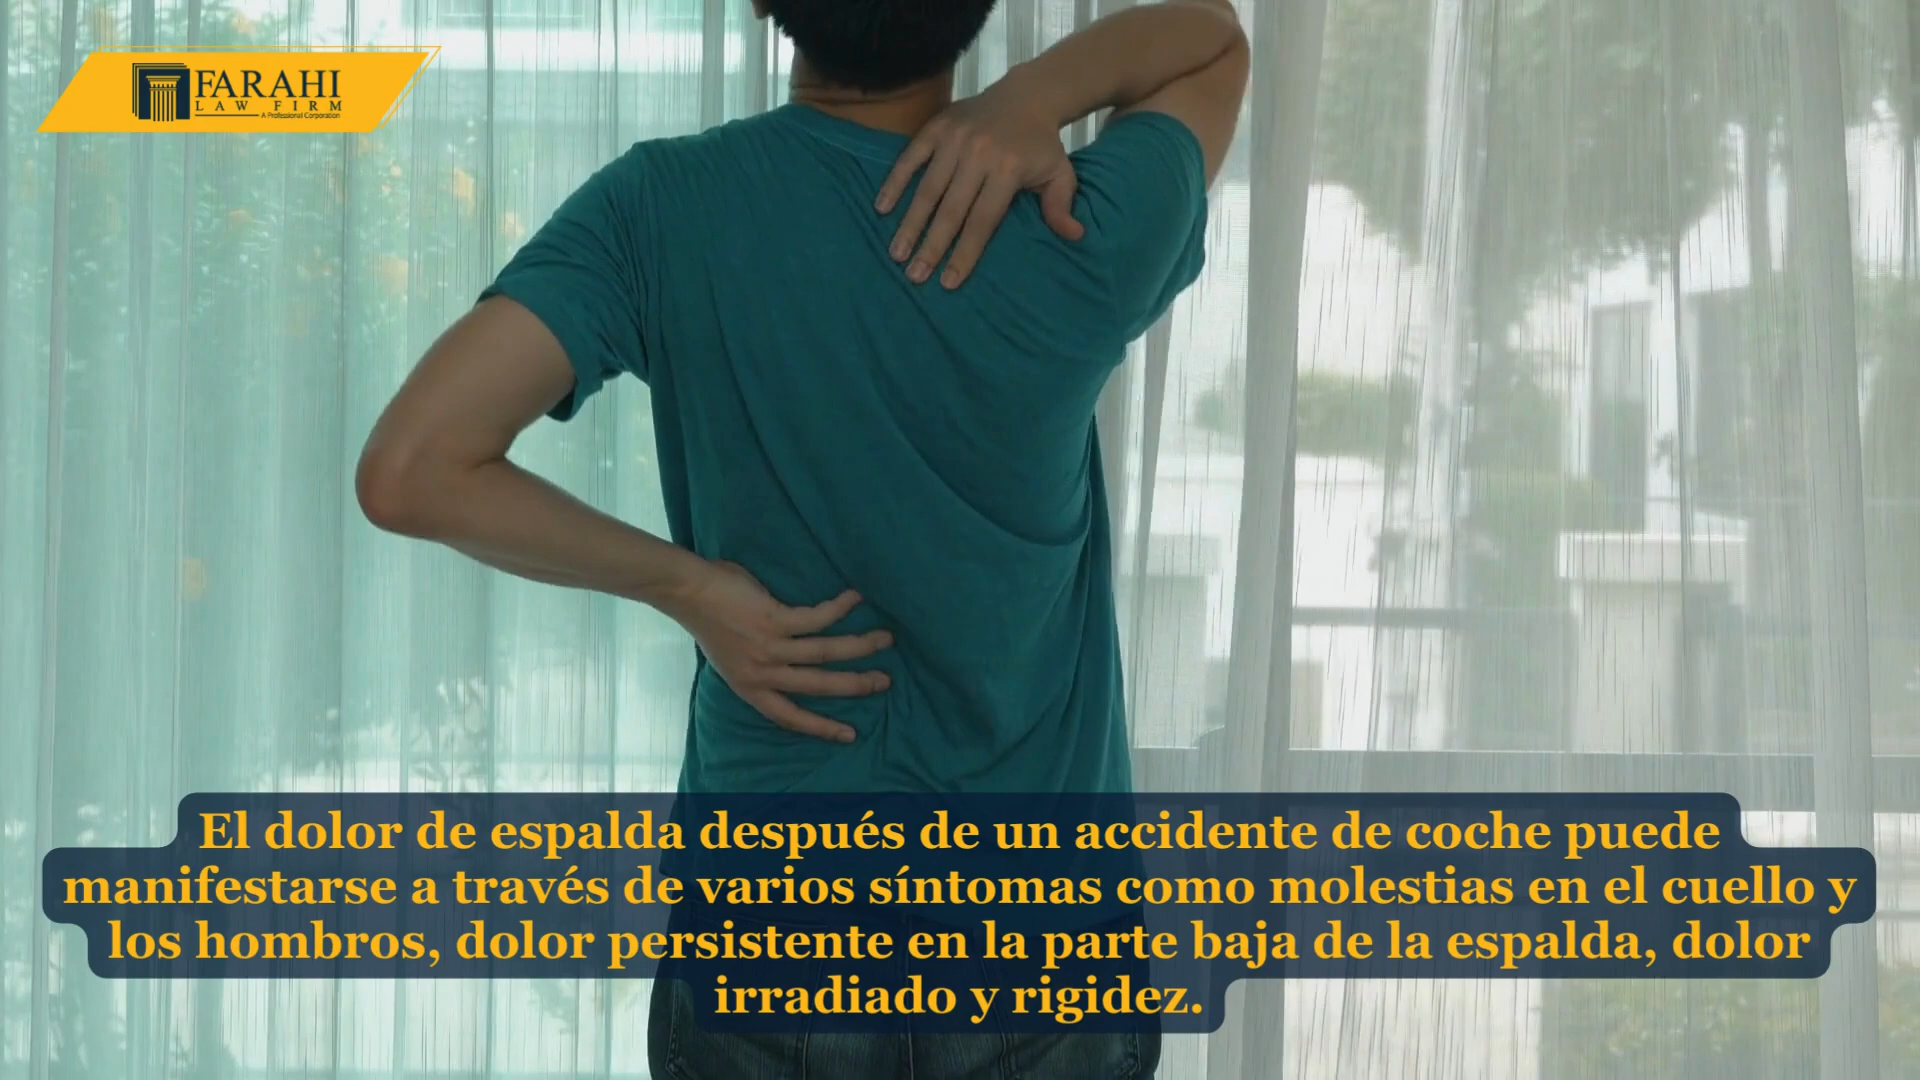 FARAHI
LAW FIRM
A Professional Corporation
El dolor de espalda después de un accidente de coche puede
manifestarse a través de varios síntomas como molestias en el cuello y
los hombros, dolor persistente en la parte baja de la espalda, dolor
irradiado y rigidez.